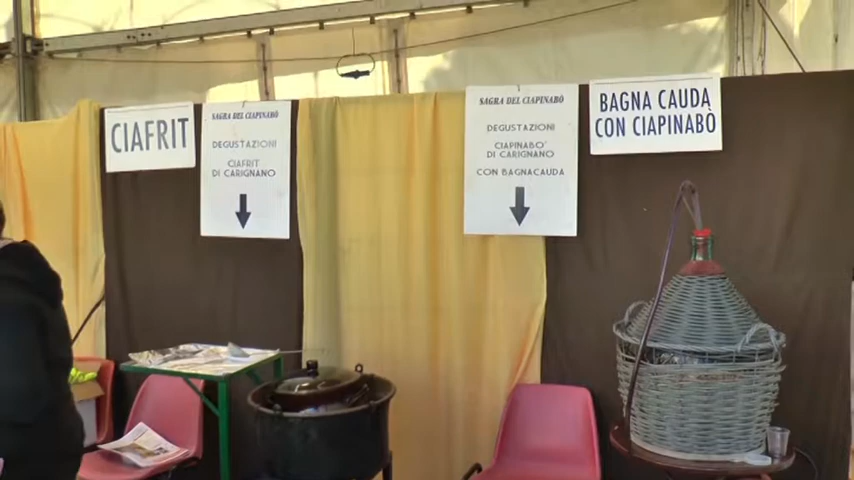 CIAFRIT
SAGRA DEL CIAPINABÒ
DEGUSTAZIONI
CIAFRIT
DI CARIGNANO
SAGRA DEL CIAPINABÒ
DEGUSTAZIONI
CIAPINABO'
DI CARIGNANO
CON BAGNACAUDA
BAGNA CAUDA
CON CIAPINABÒ